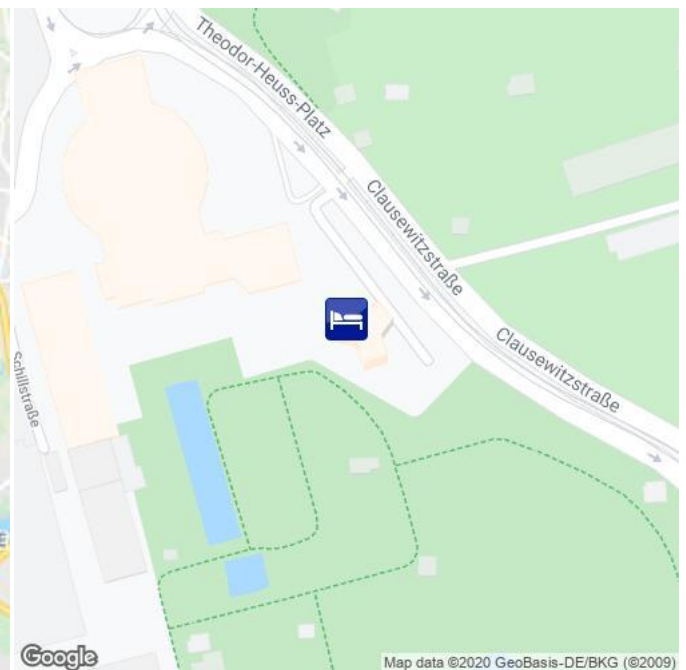 Theodor-Heuss-Platz
Clausewitzstraße
Clausewitzstraße
Schillstraße
E
Google
Map data ©2020 GeoBasis-DE/BKG (©2009)